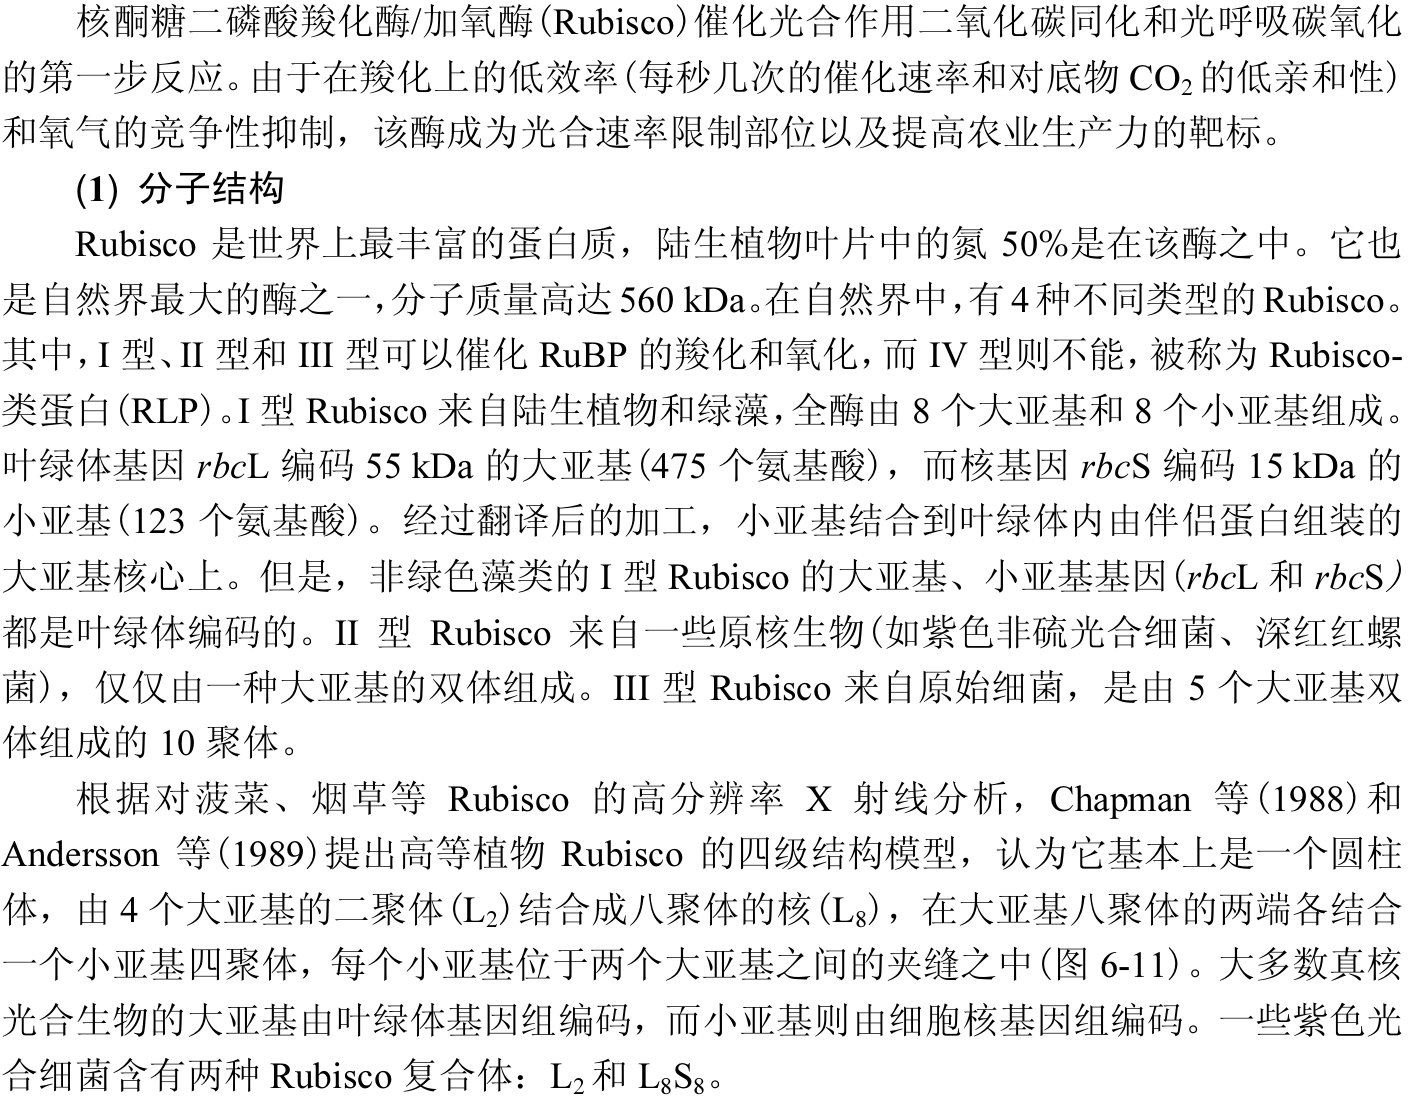 核酮糖二磷酸羧化酶/加氧酶(Rubisco)催化光合作用二氧化碳同化和光呼吸碳氧化
的第一步反应。由于在羧化上的低效率(每秒几次的催化速率和对底物 CO₂ 的低亲和性)
和氧气的竞争性抑制，该酶成为光合速率限制部位以及提高农业生产力的靶标。
(1) 分子结构
Rubisco 是世界上最丰富的蛋白质，陆生植物叶片中的氮 50%是在该酶之中。它也
是自然界最大的酶之一，分子质量高达 560 kDa。在自然界中，有 4 种不同类型的 Rubisco。
其中，I 型、II 型和 III 型可以催化 RuBP 的羧化和氧化，而 IV 型则不能，被称为 Rubisco-
类蛋白(RLP)。I 型 Rubisco 来自陆生植物和绿藻，全酶由 8 个大亚基和 8 个小亚基组成。
叶绿体基因 rbcL 编码 55 kDa 的大亚基(475 个氨基酸)，而核基因 rbcS 编码 15 kDa 的
小亚基(123 个氨基酸)。经过翻译后的加工，小亚基结合到叶绿体内由伴侣蛋白组装的
大亚基核心上。但是，非绿色藻类的 I 型 Rubisco 的大亚基、小亚基基因(rbcL 和 rbcS)
都是叶绿体编码的。II 型 Rubisco 来自一些原核生物(如紫色非硫光合细菌、深红红螺
菌)，仅仅由一种大亚基的双体组成。III 型 Rubisco 来自原始细菌，是由 5 个大亚基双
体组成的 10 聚体。
根据对菠菜、烟草等 Rubisco 的高分辨率 X 射线分析，Chapman 等(1988)和
Andersson 等(1989)提出高等植物 Rubisco 的四级结构模型，认为它基本上是一个圆柱
体，由 4 个大亚基的二聚体(L₂)结合成八聚体的核(L₈)，在大亚基八聚体的两端各结合
一个小亚基四聚体，每个小亚基位于两个大亚基之间的夹缝之中(图 6-11)。大多数真核
光合生物的大亚基由叶绿体基因组编码，而小亚基则由细胞核基因组编码。一些紫色光
合细菌含有两种 Rubisco 复合体：L₂和 L₈S₈。